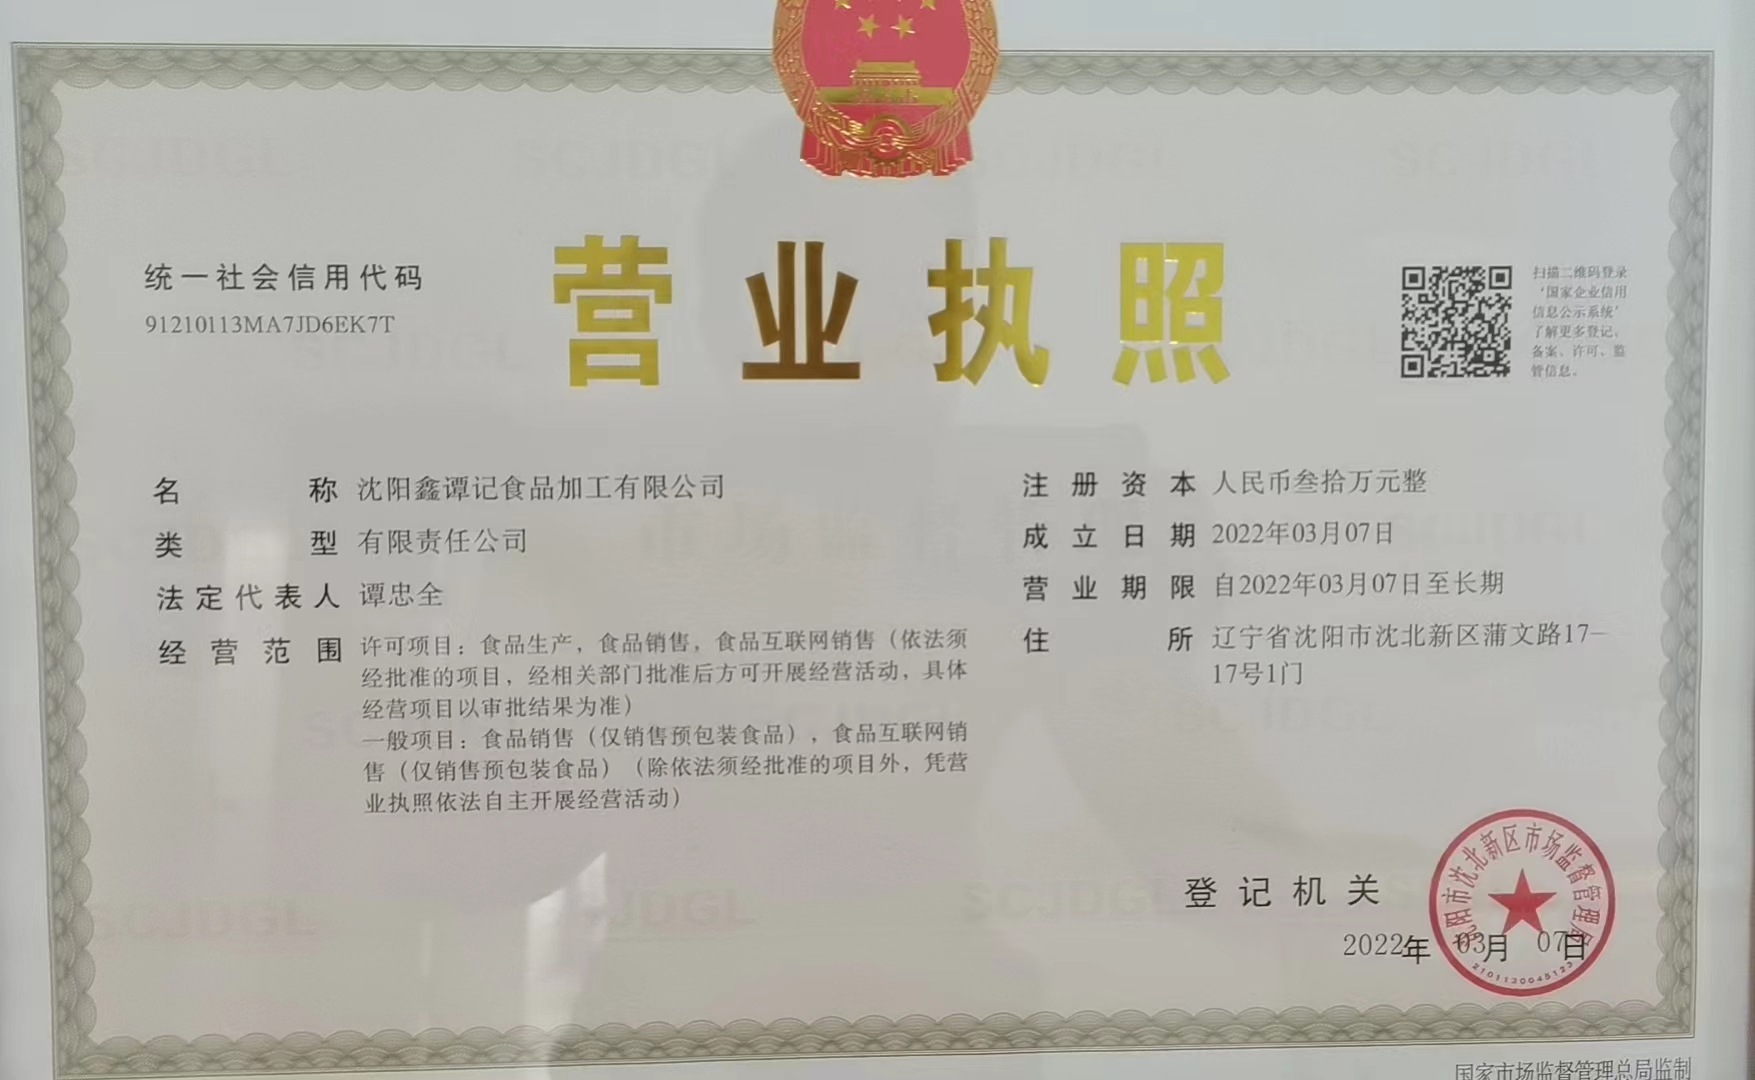 营业执照
统一社会信用代码
91210113MA7JD6EK7T
扫描二维码登录
‘国家企业信用
信息公示系统’
了解更多登记、
备案、许可、监
管信息。
名称 沈阳鑫谭记食品加工有限公司
类型 有限责任公司
法定代表人 谭忠全
经营范围 许可项目：食品生产，食品销售，食品互联网销售（依法须
经批准的项目，经相关部门批准后方可开展经营活动，具体
经营项目以审批结果为准）
一般项目：食品销售（仅销售预包装食品），食品互联网销
售（仅销售预包装食品）（除依法须经批准的项目外，凭营
业执照依法自主开展经营活动）
注册资本 人民币叁拾万元整
成立日期 2022年03月07日
营业期限 自2022年03月07日至长期
住所 辽宁省沈阳市沈北新区蒲文路17-
17号1门
登记机关
沈阳市沈北新区市场监督管理局
2101130045123
2022年 03月 07日
国家市场监督管理总局监制
SCJDGL
SCJDGL
SCJDGL
SCJDGL
SCJDGL